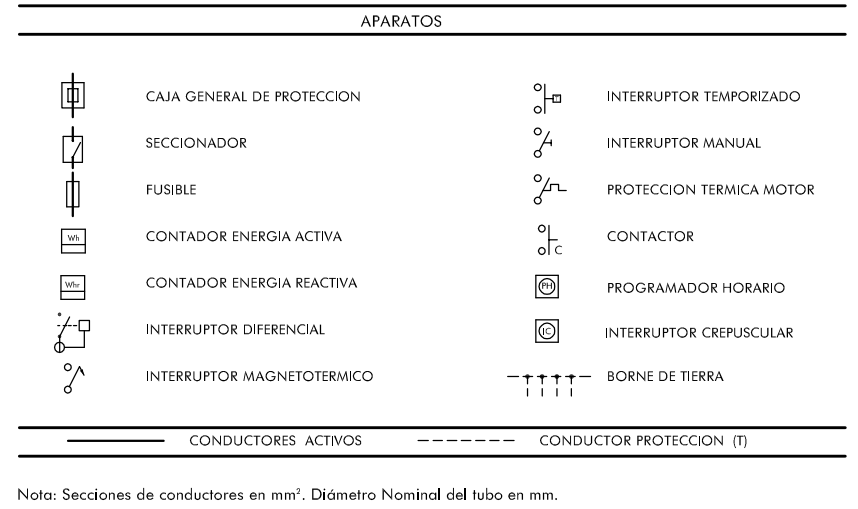 APARATOS
CAJA GENERAL DE PROTECCION
SECCIONADOR
FUSIBLE
Wh CONTADOR ENERGIA ACTIVA
Whr CONTADOR ENERGIA REACTIVA
INTERRUPTOR DIFERENCIAL
INTERRUPTOR MAGNETOTERMICO
T INTERRUPTOR TEMPORIZADO
INTERRUPTOR MANUAL
PROTECCION TERMICA MOTOR
C CONTACTOR
PH PROGRAMADOR HORARIO
IC INTERRUPTOR CREPUSCULAR
BORNE DE TIERRA
CONDUCTORES ACTIVOS CONDUCTOR PROTECCION (T)
Nota: Secciones de conductores en mm². Diámetro Nominal del tubo en mm.